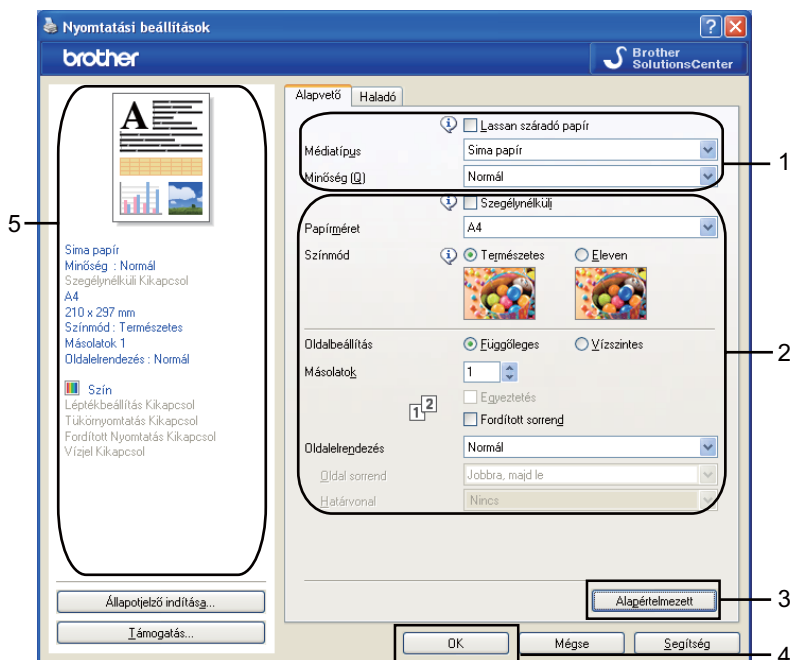 Nyomtatási beállítások
brother
Brother
SolutionsCenter
5
A
Sima papír
Minőség : Normál
Szegélynélküli Kikapcsol
A4
210 x 297 mm
Színmód : Természetes
Másolatok 1
Oldalelrendezés : Normál
Szín
Léptékbeállítás Kikapcsol
Tükörnyomtatás Kikapcsol
Fordított Nyomtatás Kikapcsol
Vízjel Kikapcsol
Állapotjelző indítása...
Támogatás...
Alapvető Haladó
Lassan száradó papír
Médiatípus Sima papír
Minőség (Q) Normál
1
Szegélynélküli
Papírméret A4
Színmód Természetes Eleven
Oldalbeállítás Függőleges Vízszintes
2
Másolatok 1
Egyeztetés
1 2
Fordított sorrend
Oldalelrendezés Normál
Oldal sorrend Jobbra, majd le
Határvonal Nincs
Alapértelmezett 3
OK Mégse Segítség
4